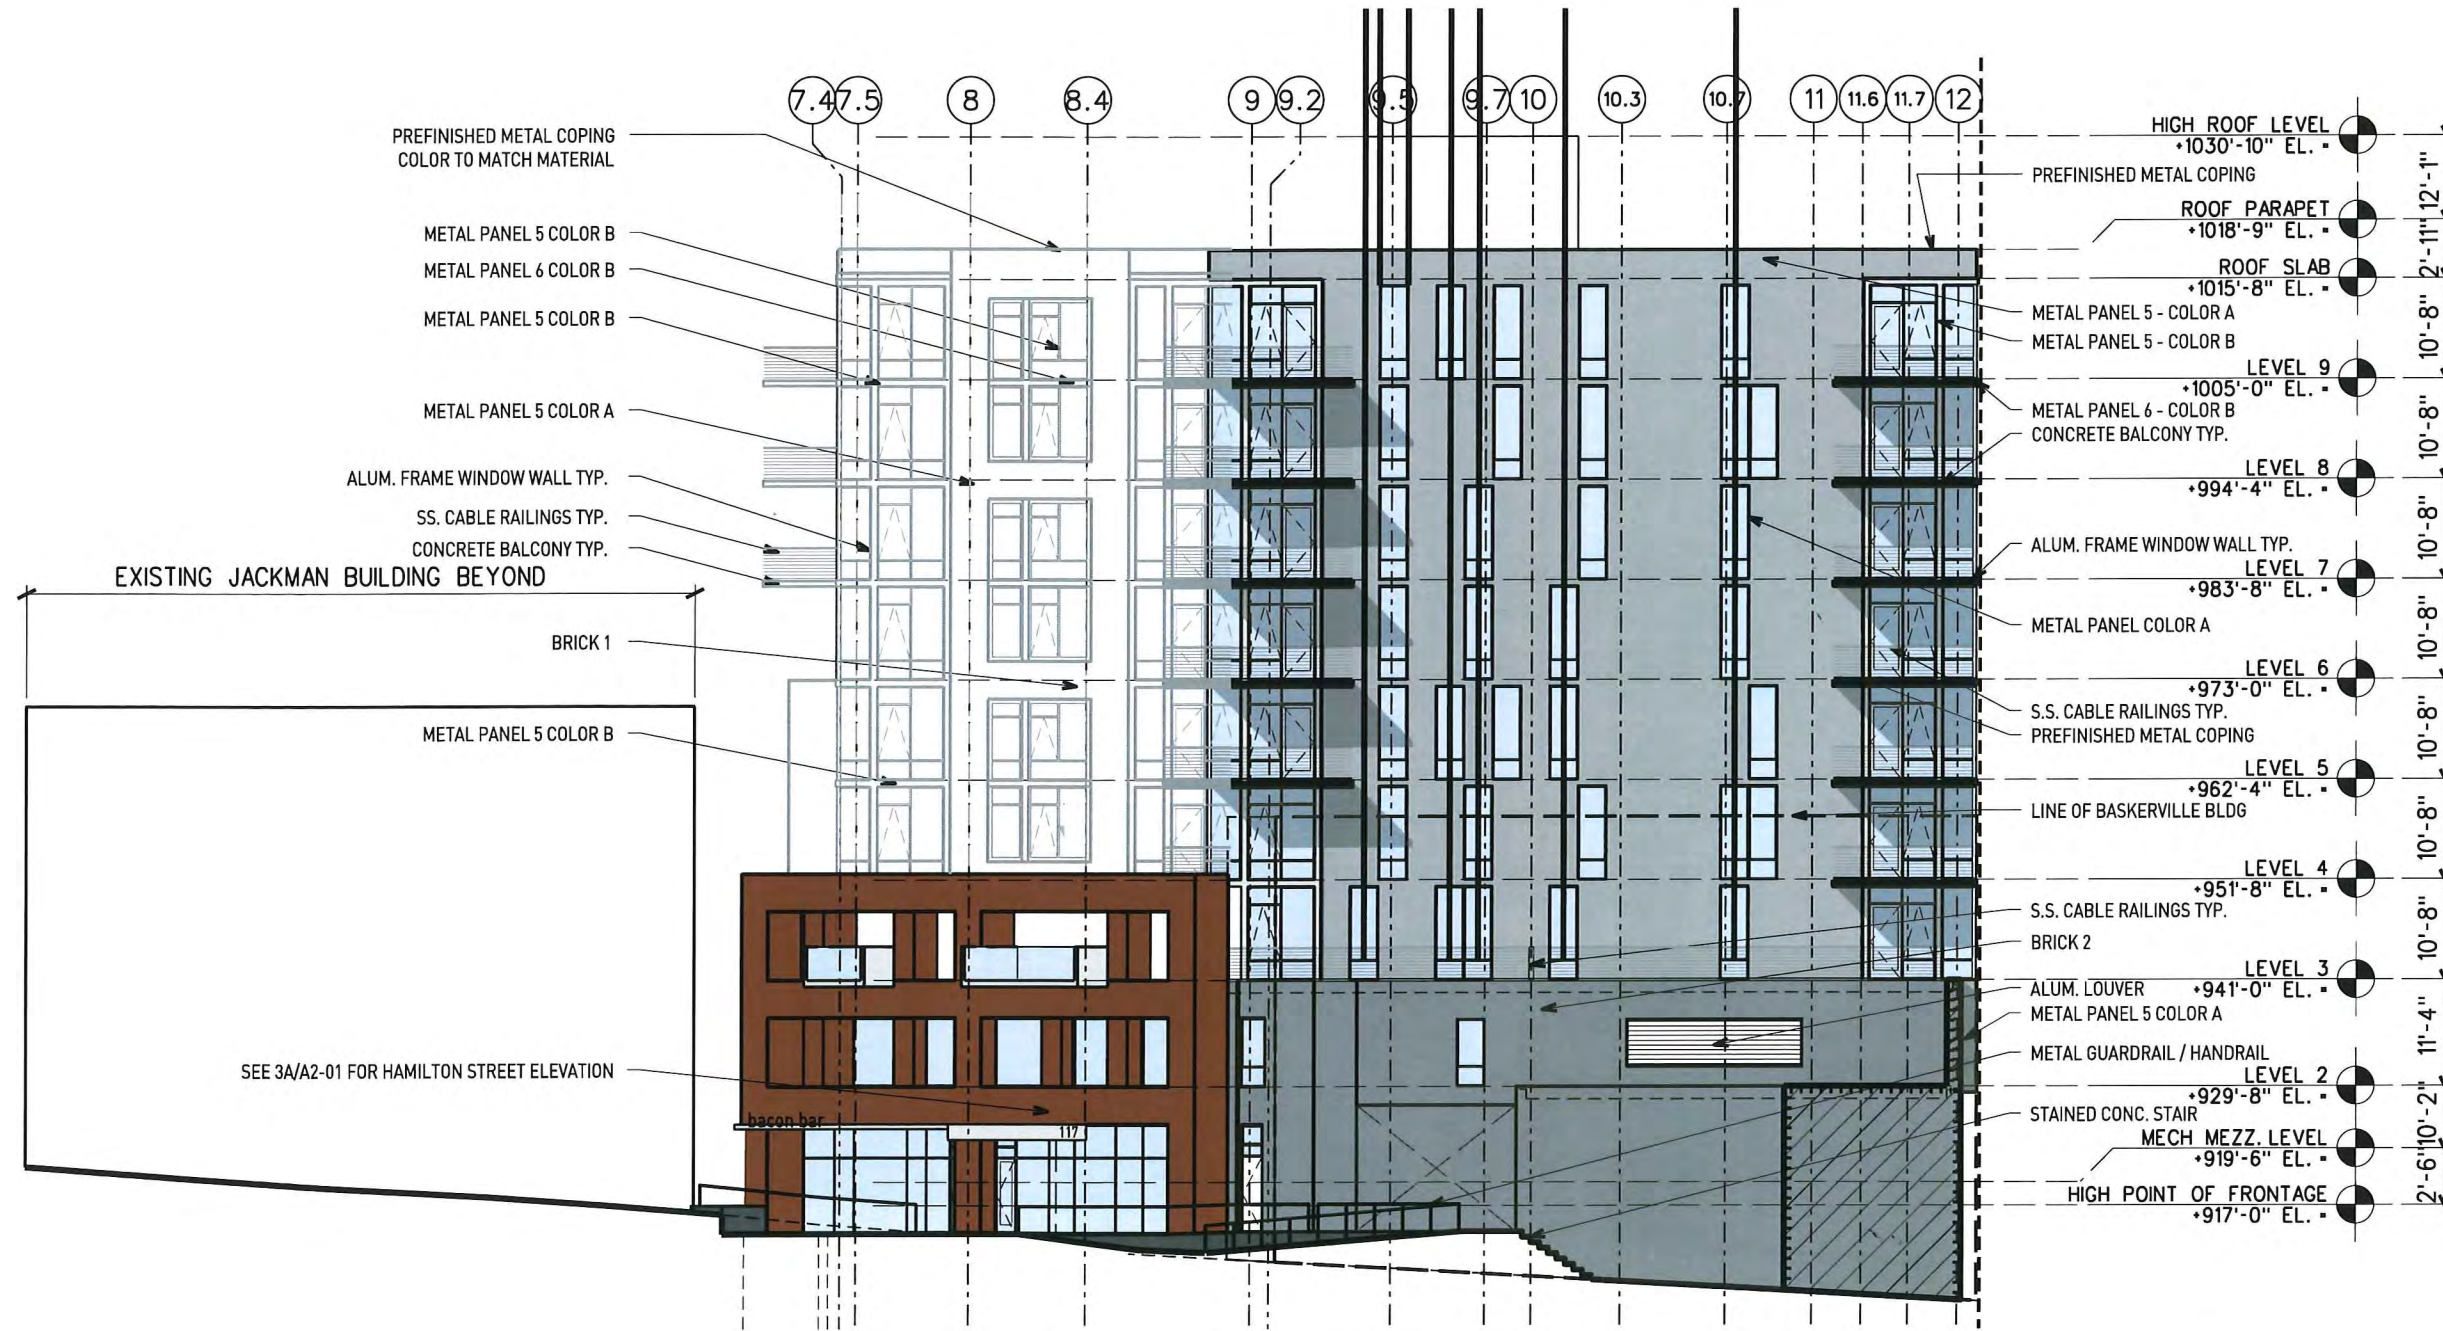 7.4 7.5 8 8.4 9 9.2 9.5 9.7 10 10.3 10.7 11 11.6 11.7 12
PREFINISHED METAL COPING
COLOR TO MATCH MATERIAL
METAL PANEL 5 COLOR B
METAL PANEL 6 COLOR B
METAL PANEL 5 COLOR B
METAL PANEL 5 COLOR A
ALUM. FRAME WINDOW WALL TYP.
SS. CABLE RAILINGS TYP.
CONCRETE BALCONY TYP.
EXISTING JACKMAN BUILDING BEYOND
BRICK 1
METAL PANEL 5 COLOR B
SEE 3A/A2-01 FOR HAMILTON STREET ELEVATION
bacon bar
117
HIGH ROOF LEVEL
+1030'-10" EL. =
PREFINISHED METAL COPING
ROOF PARAPET
+1018'-9" EL. =
ROOF SLAB
+1015'-8" EL. =
METAL PANEL 5 - COLOR A
METAL PANEL 5 - COLOR B
LEVEL 9
+1005'-0" EL. =
METAL PANEL 6 - COLOR B
CONCRETE BALCONY TYP.
LEVEL 8
+994'-4" EL. =
ALUM. FRAME WINDOW WALL TYP.
LEVEL 7
+983'-8" EL. =
METAL PANEL COLOR A
LEVEL 6
+973'-0" EL. =
S.S. CABLE RAILINGS TYP.
PREFINISHED METAL COPING
LEVEL 5
+962'-4" EL. =
LINE OF BASKERVILLE BLDG
LEVEL 4
+951'-8" EL. =
S.S. CABLE RAILINGS TYP.
BRICK 2
LEVEL 3
ALUM. LOUVER +941'-0" EL. =
METAL PANEL 5 COLOR A
METAL GUARDRAIL / HANDRAIL
LEVEL 2
+929'-8" EL. =
STAINED CONC. STAIR
MECH MEZZ. LEVEL
+919'-6" EL. =
HIGH POINT OF FRONTAGE
+917'-0" EL. =
12'-1"
2'-11"
10'-8"
10'-8"
10'-8"
10'-8"
10'-8"
10'-8"
10'-8"
11'-4"
10'-2"
2'-6"